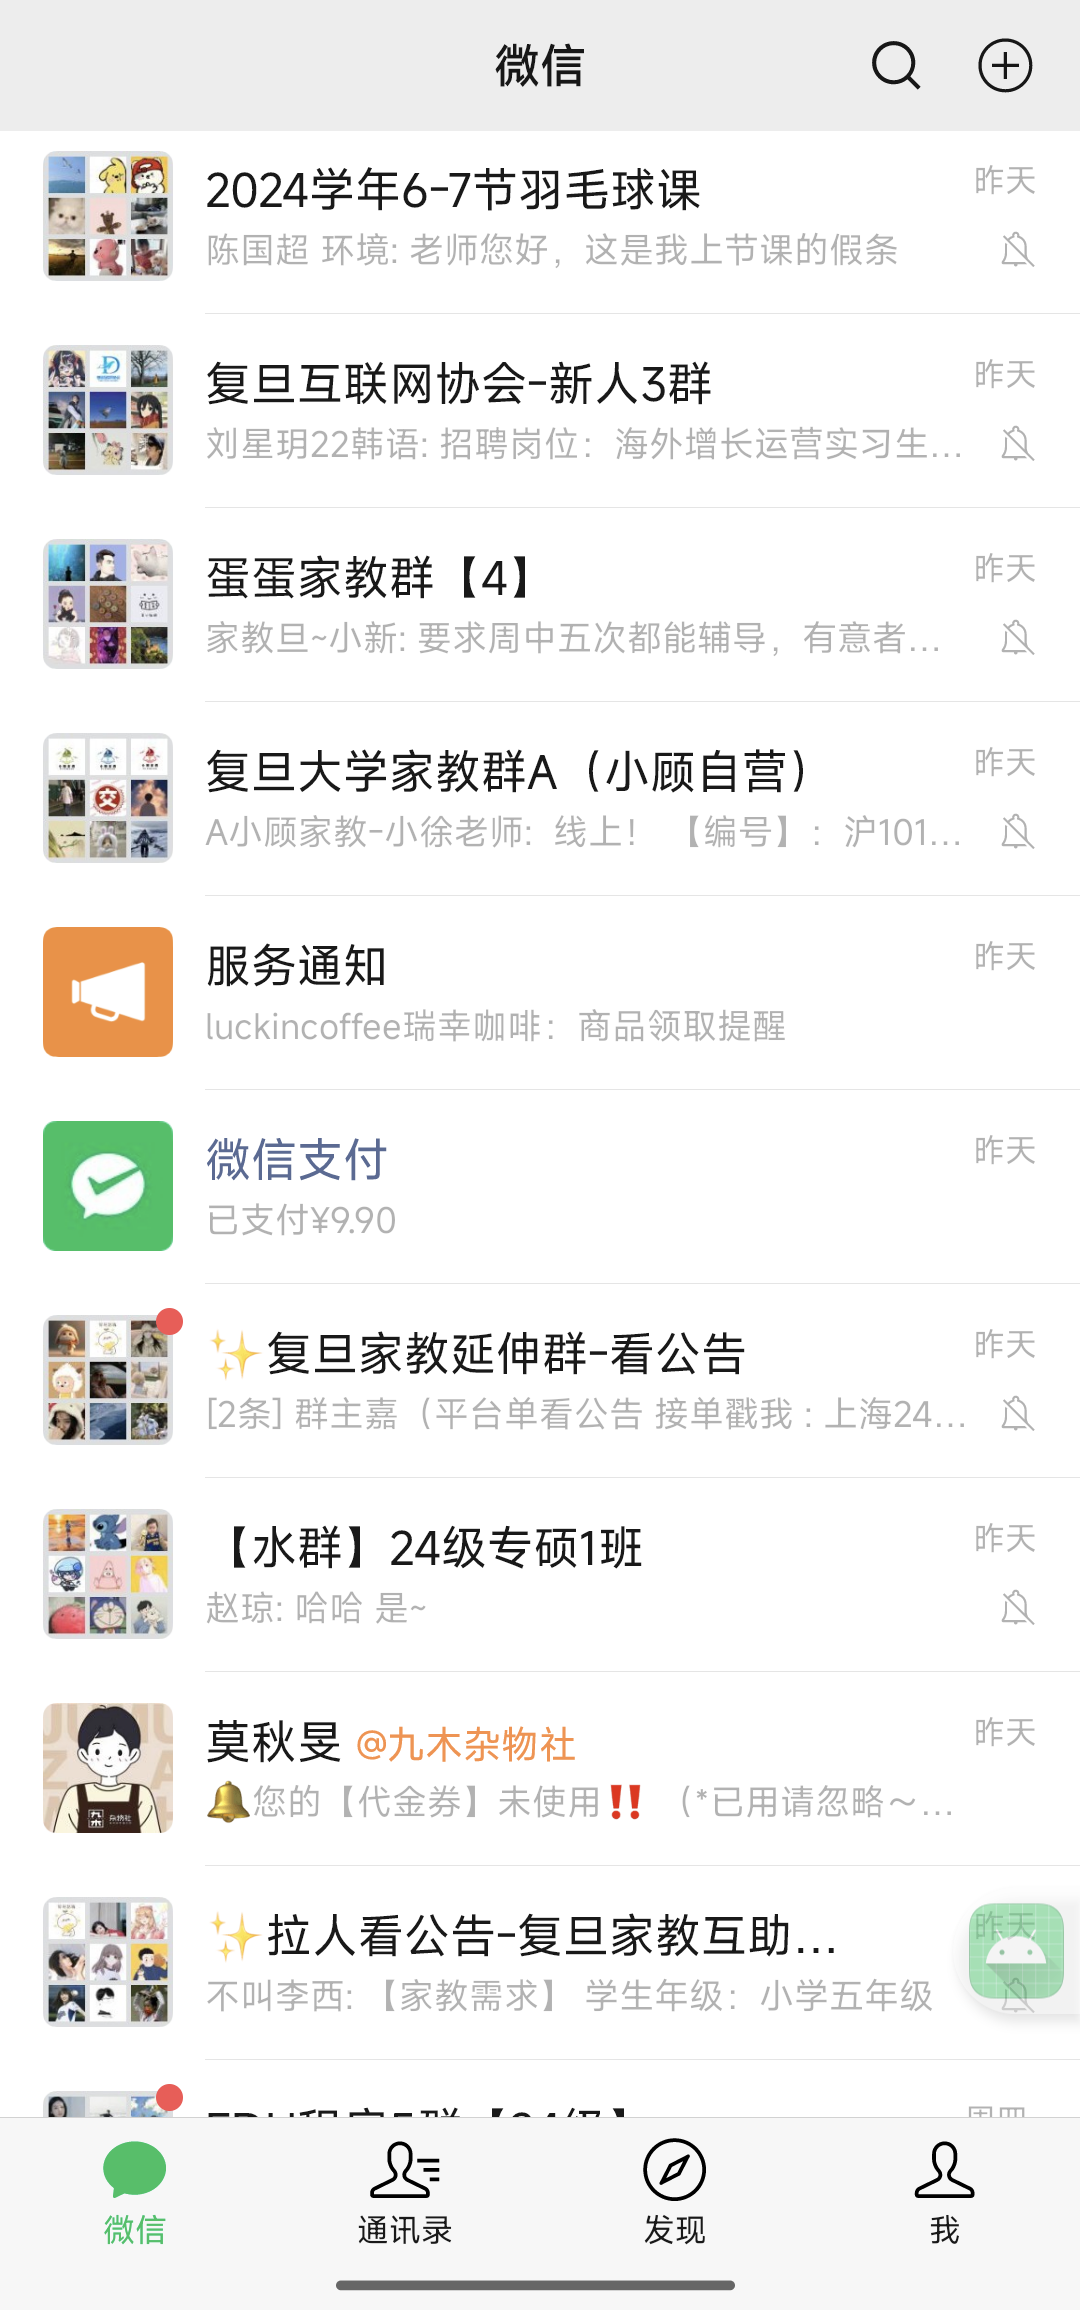 微信
2024学年6-7节羽毛球课
昨天
陈国超 环境: 老师您好，这是我上节课的假条
复旦互联网协会-新人3群
昨天
刘星玥22韩语: 招聘岗位：海外增长运营实习生...
蛋蛋家教群【4】
昨天
家教旦~小新: 要求周中五次都能辅导，有意者...
复旦大学家教群A（小顾自营）
昨天
A小顾家教-小徐老师: 线上！ 【编号】：沪101...
服务通知
昨天
luckincoffee瑞幸咖啡：商品领取提醒
微信支付
昨天
已支付¥9.90
✨复旦家教延伸群-看公告
昨天
[2条] 群主嘉（平台单看公告 接单戳我 : 上海24...
【水群】24级专硕1班
昨天
赵琼: 哈哈 是~
莫秋旻 @九木杂物社
昨天
🔔您的【代金券】未使用‼️（*已用请忽略～...
✨拉人看公告-复旦家教互助...
昨天
不叫李西: 【家教需求】 学生年级：小学五年级
微信
通讯录
发现
我